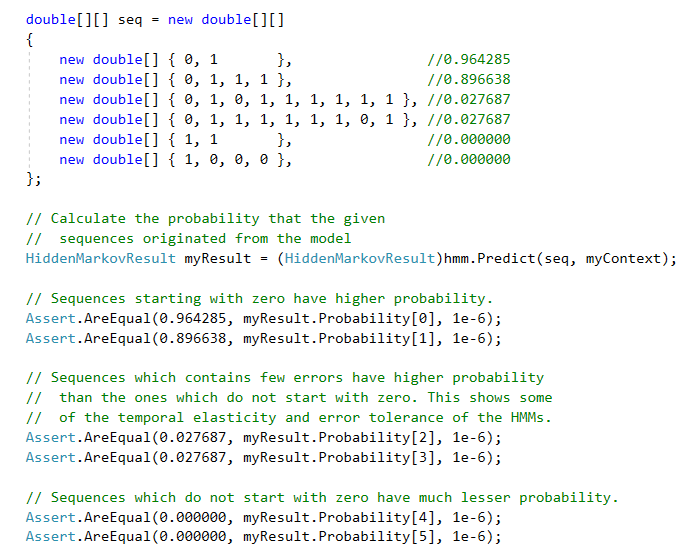 double[][] seq = new double[][]
{
    new double[] { 0, 1       },                //0.964285
    new double[] { 0, 1, 1, 1 },                //0.896638
    new double[] { 0, 1, 0, 1, 1, 1, 1, 1, 1 }, //0.027687
    new double[] { 0, 1, 1, 1, 1, 1, 1, 0, 1 }, //0.027687
    new double[] { 1, 1       },                //0.000000
    new double[] { 1, 0, 0, 0 },                //0.000000
};
// Calculate the probability that the given
//  sequences originated from the model
HiddenMarkovResult myResult = (HiddenMarkovResult)hmm.Predict(seq, myContext);
// Sequences starting with zero have higher probability.
Assert.AreEqual(0.964285, myResult.Probability[0], 1e-6);
Assert.AreEqual(0.896638, myResult.Probability[1], 1e-6);
// Sequences which contains few errors have higher probability
//  than the ones which do not start with zero. This shows some
//  of the temporal elasticity and error tolerance of the HMMs.
Assert.AreEqual(0.027687, myResult.Probability[2], 1e-6);
Assert.AreEqual(0.027687, myResult.Probability[3], 1e-6);
// Sequences which do not start with zero have much lesser probability.
Assert.AreEqual(0.000000, myResult.Probability[4], 1e-6);
Assert.AreEqual(0.000000, myResult.Probability[5], 1e-6);